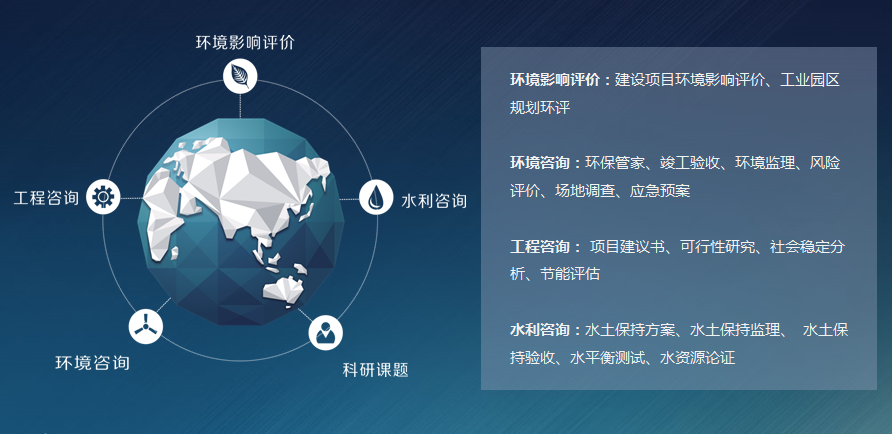 环境影响评价
工程咨询
水利咨询
环境咨询
科研课题
环境影响评价：建设项目环境影响评价、工业园区
规划环评
环境咨询：环保管家、竣工验收、环境监理、风险
评价、场地调查、应急预案
工程咨询： 项目建议书、可行性研究、社会稳定分
析、节能评估
水利咨询：水土保持方案、水土保持监理、 水土保
持验收、水平衡测试、水资源论证